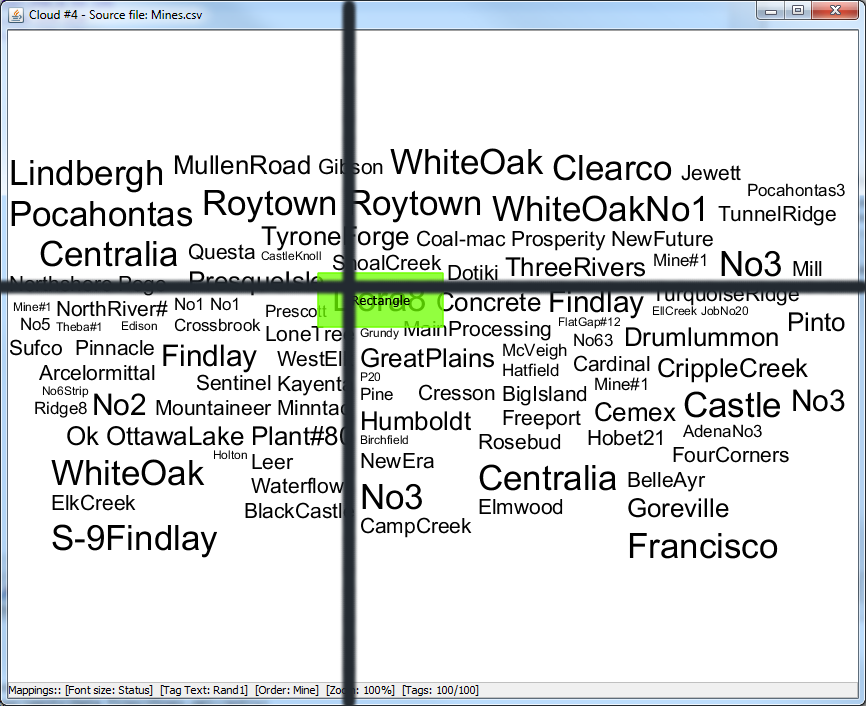 Cloud #4 - Source file: Mines.csv
Lindbergh MullenRoad Gibson WhiteOak Clearco Jewett
Pocahontas3
Pocahontas Roytown Roytown WhiteOakNo1 TunnelRidge
TyroneForge Coal-mac Prosperity NewFuture
Centralia Questa CastleKnoll ShoalCreek Dotiki ThreeRivers Mine#1 No3 Mill
Northshore Page PresqueIsle
Mine#1 NorthRiver# No1 No1 Prescott Dora8 Rectangle Concrete Findlay TurquoiseRidge
EllCreek JobNo20
No5 Theba#1 Edison Crossbrook LoneTree Grundy MainProcessing FlatGap#12 Pinto
No63 Drumlummon
Sufco Pinnacle Findlay WestElk GreatPlains McVeigh
Arcelormittal Hatfield Cardinal CrippleCreek
No6Strip Sentinel Kayenta P20 Mine#1
Pine Cresson BigIsland
Ridge8 No2 Mountaineer Minntac Castle No3
Humboldt Freeport Cemex
Ok OttawaLake Plant#80 Birchfield Rosebud Hobet21 AdenaNo3
Holton Leer NewEra FourCorners
WhiteOak Waterflow Centralia BelleAyr
ElkCreek BlackCastle No3 Elmwood Goreville
S-9Findlay CampCreek Francisco
Mappings:: [Font size: Status] [Tag Text: Rand1] [Order: Mine] [Zoom: 100%] [Tags: 100/100]